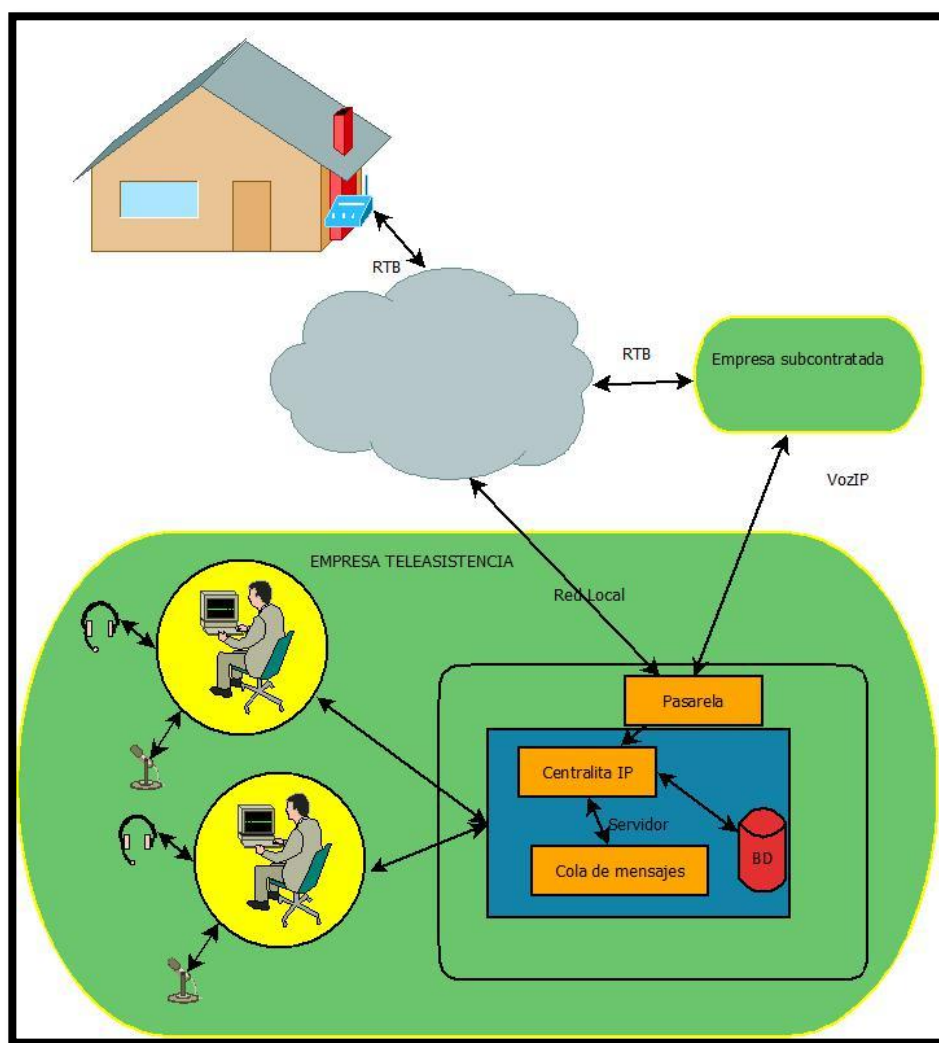 RTB
RTB
Empresa subcontratada
VozIP
EMPRESA TELEASISTENCIA
Red Local
Pasarela
Centralita IP
Servidor
Cola de mensajes
BD